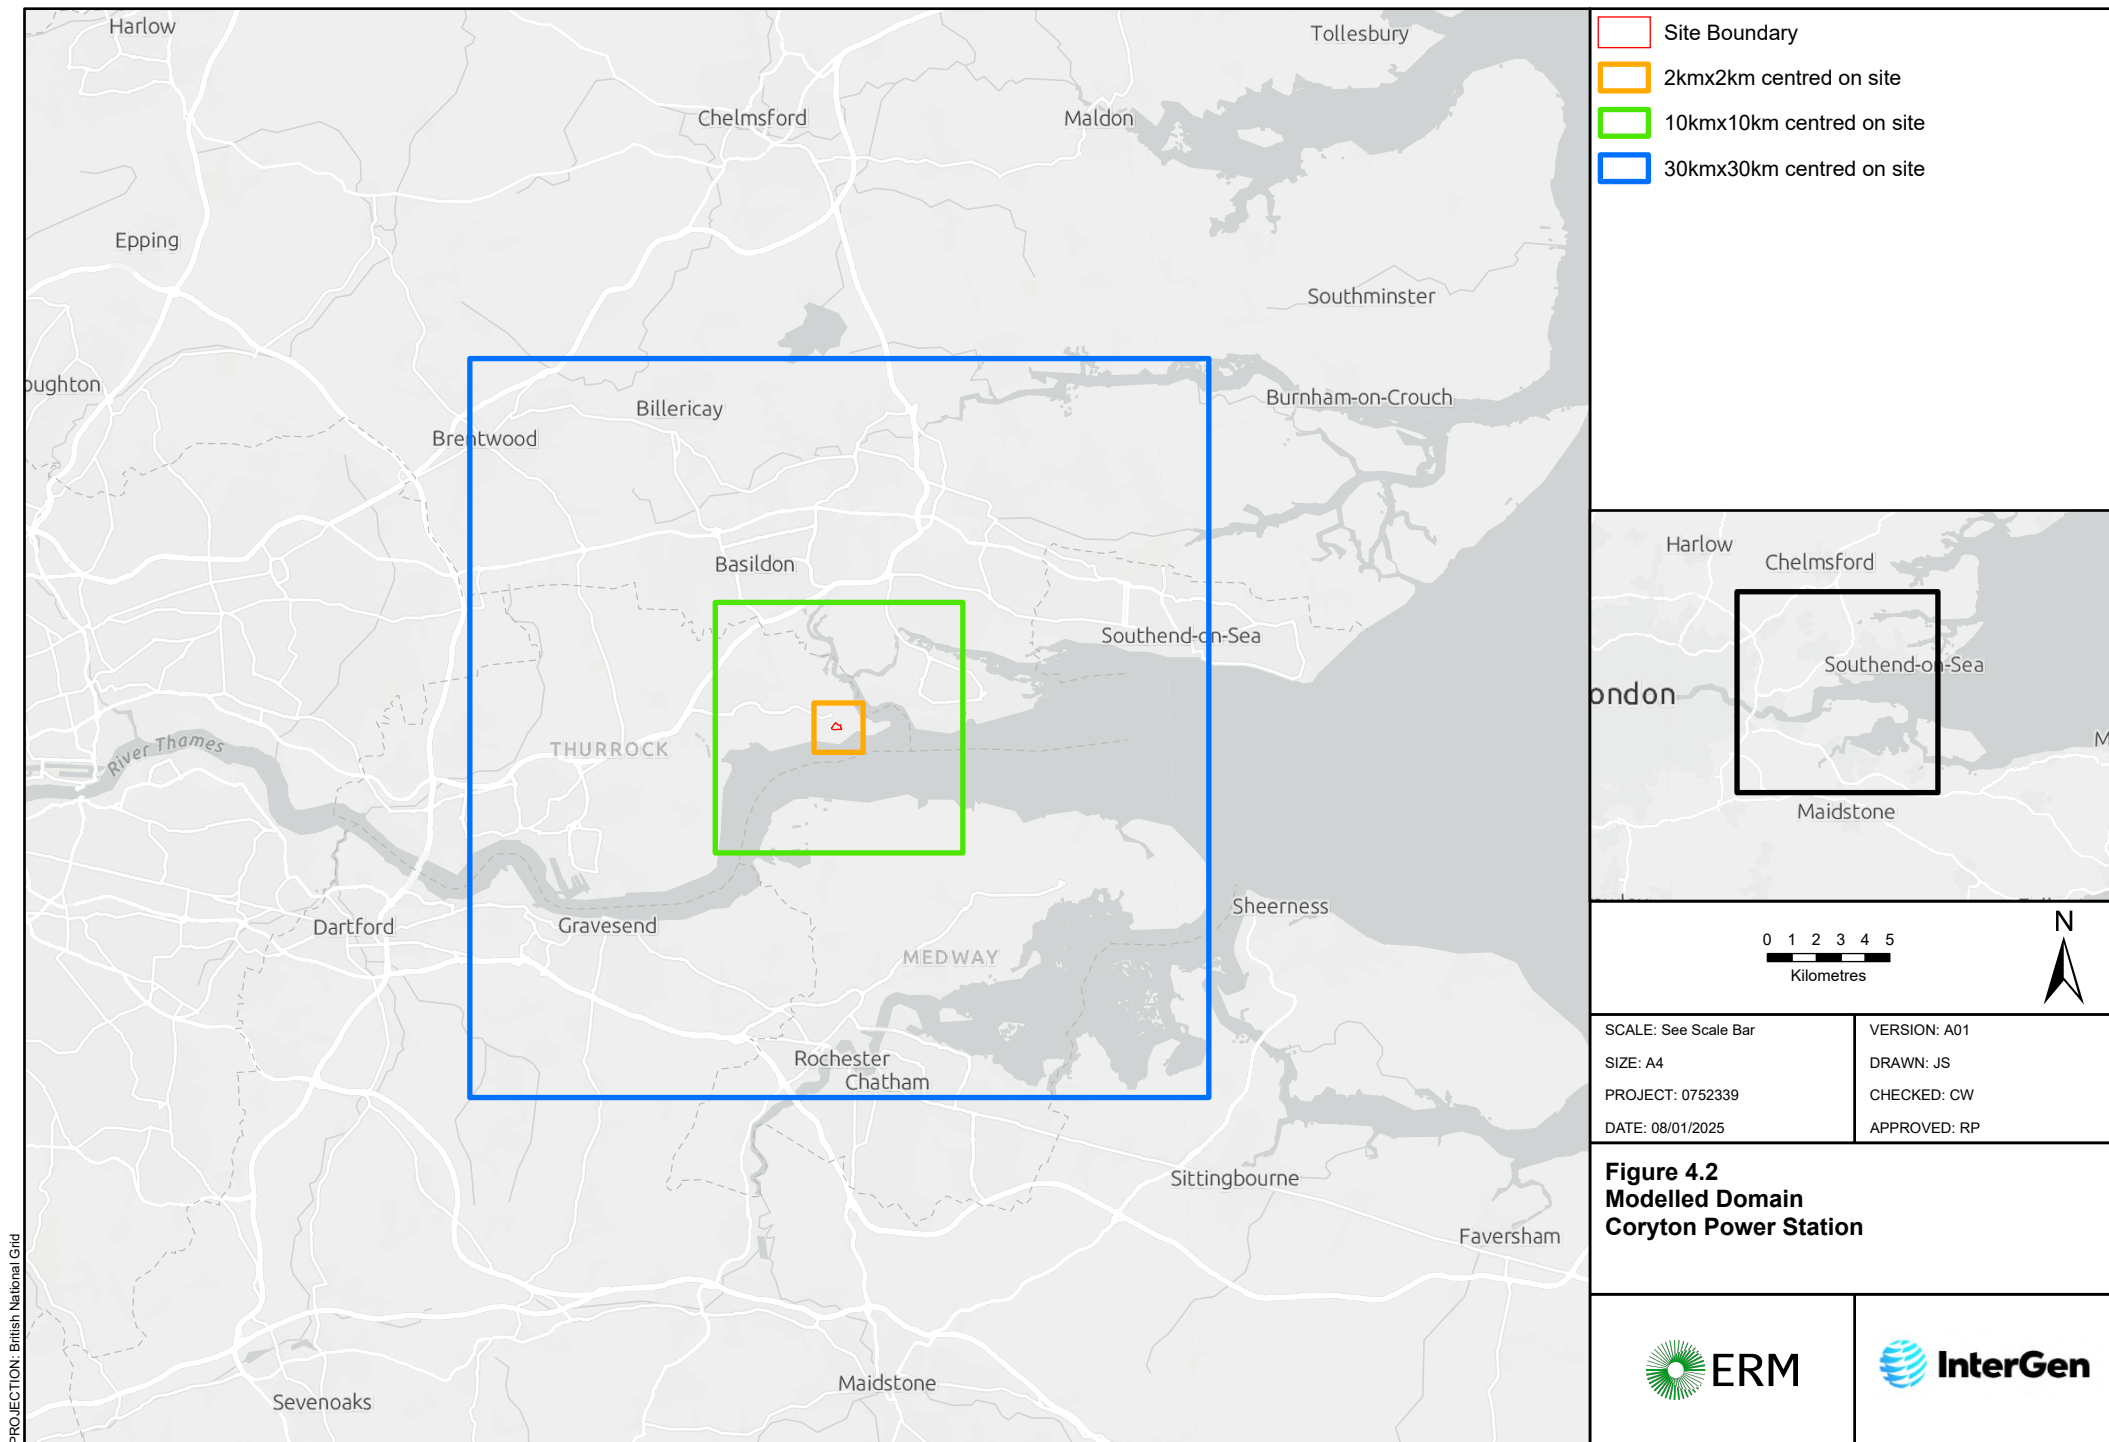 Harlow
Tollesbury
Chelmsford
Maldon
Epping
Southminster
oughton
Billericay
Burnham-on-Crouch
Brentwood
Basildon
Southend-on-Sea
THURROCK
River Thames
Dartford
Gravesend
Sheerness
MEDWAY
Rochester
Chatham
Sittingbourne
Faversham
Maidstone
Sevenoaks
PROJECTION: British National Grid
Site Boundary
2kmx2km centred on site
10kmx10km centred on site
30kmx30km centred on site
Harlow
Chelmsford
Southend-on-Sea
ondon
M
Maidstone
N
0 1 2 3 4 5
Kilometres
SCALE: See Scale Bar
SIZE: A4
PROJECT: 0752339
DATE: 08/01/2025
VERSION: A01
DRAWN: JS
CHECKED: CW
APPROVED: RP
Figure 4.2
Modelled Domain
Coryton Power Station
ERM
InterGen